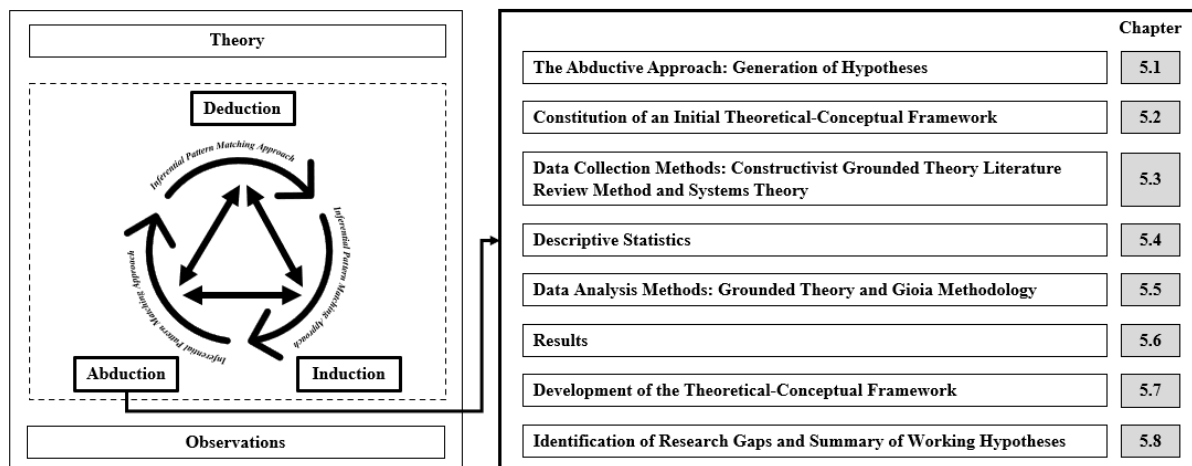 Theory
Deduction
Inferential Pattern Matching Approach
Inferential Pattern Matching Approach
Inferential Pattern Matching Approach
Abduction
Induction
Observations
Chapter
The Abductive Approach: Generation of Hypotheses
5.1
Constitution of an Initial Theoretical-Conceptual Framework
5.2
Data Collection Methods: Constructivist Grounded Theory Literature
Review Method and Systems Theory
5.3
Descriptive Statistics
5.4
Data Analysis Methods: Grounded Theory and Gioia Methodology
5.5
Results
5.6
Development of the Theoretical-Conceptual Framework
5.7
Identification of Research Gaps and Summary of Working Hypotheses
5.8